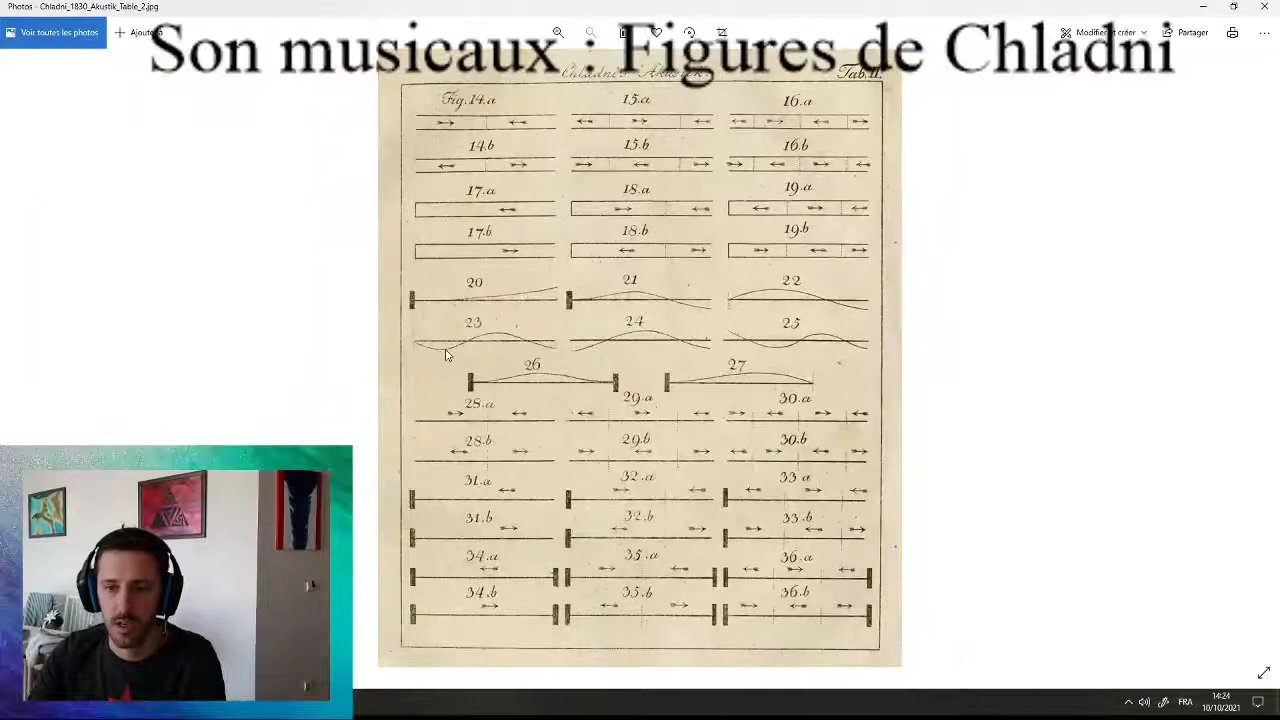 Photos - Chladni_1830_Akustik_Table_2.jpg
Voir toutes les photos
Ajouter à
Modifier et créer
Partager
Son musicaux : Figures de Chladni
Chladni's Akustik.
Tab. II.
Fig. 14.a
15.a
16.a
14.b
15.b
16.b
17.a
18.a
19.a
17.b
18.b
19.b
20
21
22
23
24
25
26
27
28.a
29.a
30.a
28.b
29.b
30.b
31.a
32.a
33.a
31.b
32.b
33.b
34.a
35.a
36.a
34.b
35.b
36.b
FRA
14:24
10/10/2021